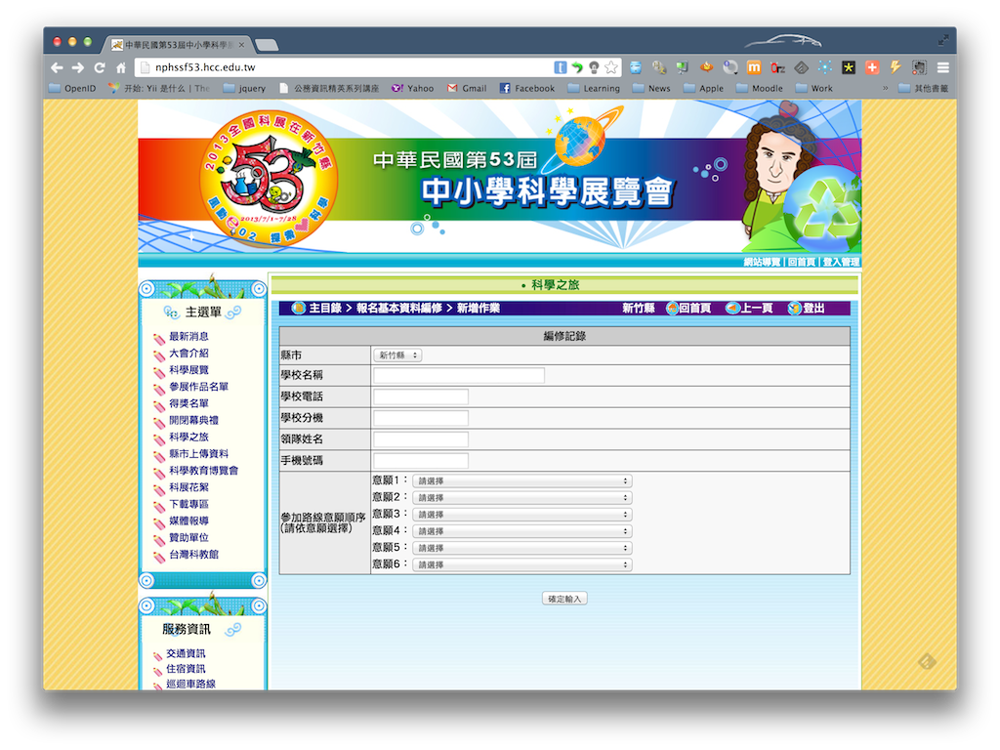 中華民國第53屆中小學科學
nphssf53.hcc.edu.tw
OpenID
开始: Yii 是什么 | The
jquery
公務資訊精英系列講座
Yahoo
Gmail
Facebook
Learning
News
Apple
Moodle
Work
»
其他書籤
2013全國科展在新竹縣
53
2013/7/1~7/28
風動e02 探索 科學
中華民國第53屆
中小學科學展覽會
網站導覽 | 回首頁 | 登入管理
主選單
最新消息
大會介紹
科學展覽
參展作品名單
得獎名單
開閉幕典禮
科學之旅
縣市上傳資料
科學教育博覽會
科展花絮
下載專區
媒體報導
贊助單位
台灣科教館
服務資訊
交通資訊
住宿資訊
巡迴車路線
• 科學之旅
主目錄 > 報名基本資料編修 > 新增作業 新竹縣 回首頁 上一頁 登出
編修記錄
縣市 新竹縣
學校名稱
學校電話
學校分機
領隊姓名
手機號碼
參加路線意願順序
(請依意願選擇)
意願1: 請選擇
意願2: 請選擇
意願3: 請選擇
意願4: 請選擇
意願5: 請選擇
意願6: 請選擇
確定輸入